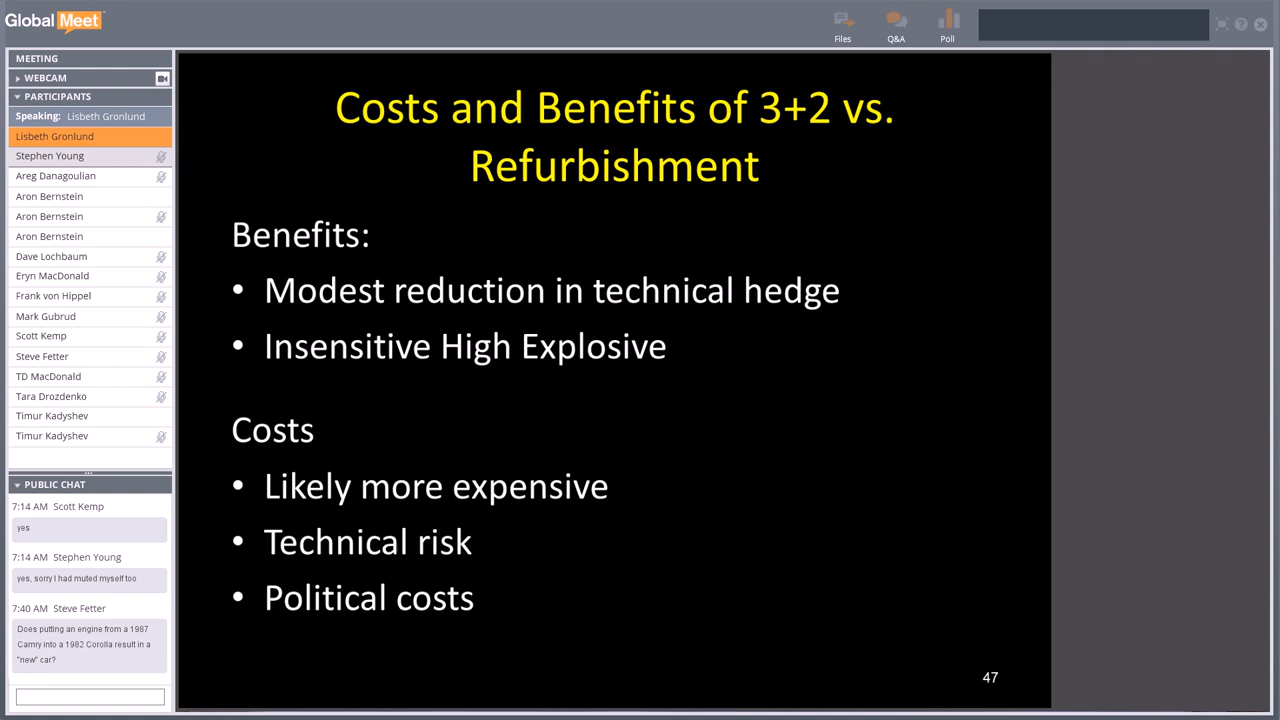 Global Meet
Files
Q&A
Poll
MEETING
WEBCAM
PARTICIPANTS
Speaking: Lisbeth Gronlund
Lisbeth Gronlund
Stephen Young
Areg Danagoulian
Aron Bernstein
Aron Bernstein
Aron Bernstein
Dave Lochbaum
Eryn MacDonald
Frank von Hippel
Mark Gubrud
Scott Kemp
Steve Fetter
TD MacDonald
Tara Drozdenko
Timur Kadyshev
Timur Kadyshev
PUBLIC CHAT
7:14 AM Scott Kemp
yes
7:14 AM Stephen Young
yes, sorry I had muted myself too
7:40 AM Steve Fetter
Does putting an engine from a 1987
Camry into a 1982 Corolla result in a
"new" car?
Costs and Benefits of 3+2 vs.
Refurbishment
Benefits:
• Modest reduction in technical hedge
• Insensitive High Explosive
Costs
• Likely more expensive
• Technical risk
• Political costs
47